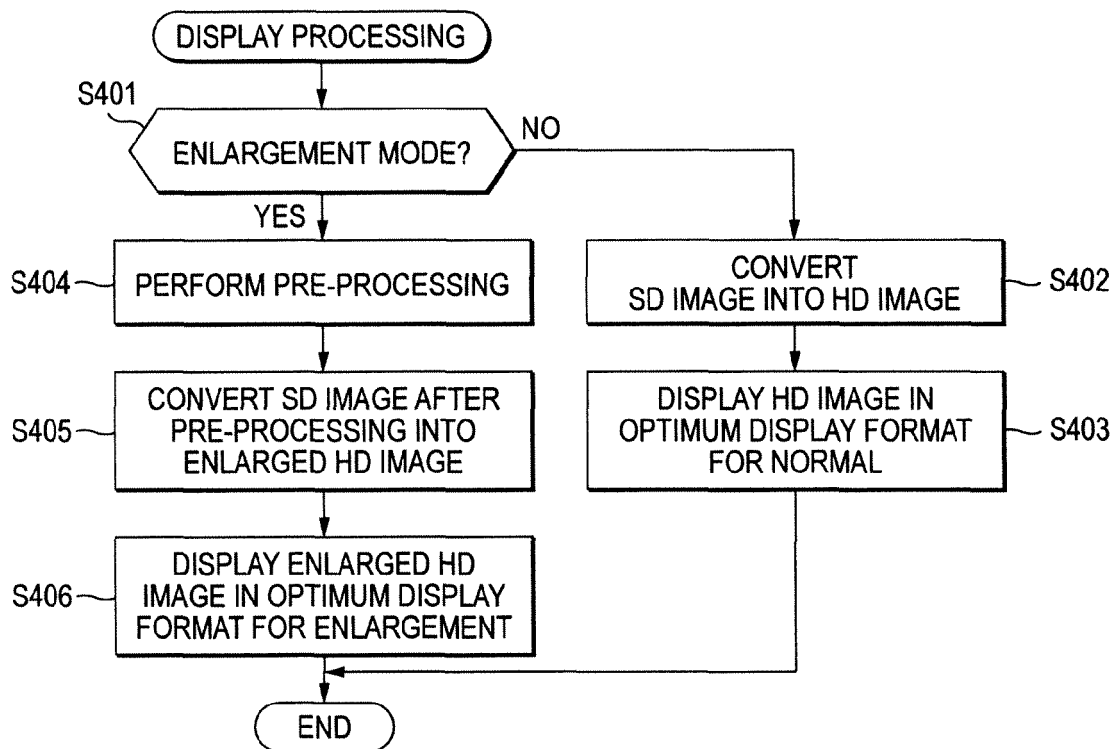 DISPLAY PROCESSING
S401
ENLARGEMENT MODE?
NO
YES
S404
PERFORM PRE-PROCESSING
CONVERT
SD IMAGE INTO HD IMAGE
S402
S405
CONVERT SD IMAGE AFTER
PRE-PROCESSING INTO
ENLARGED HD IMAGE
DISPLAY HD IMAGE IN
OPTIMUM DISPLAY FORMAT
FOR NORMAL
S403
S406
DISPLAY ENLARGED HD
IMAGE IN OPTIMUM DISPLAY
FORMAT FOR ENLARGEMENT
END